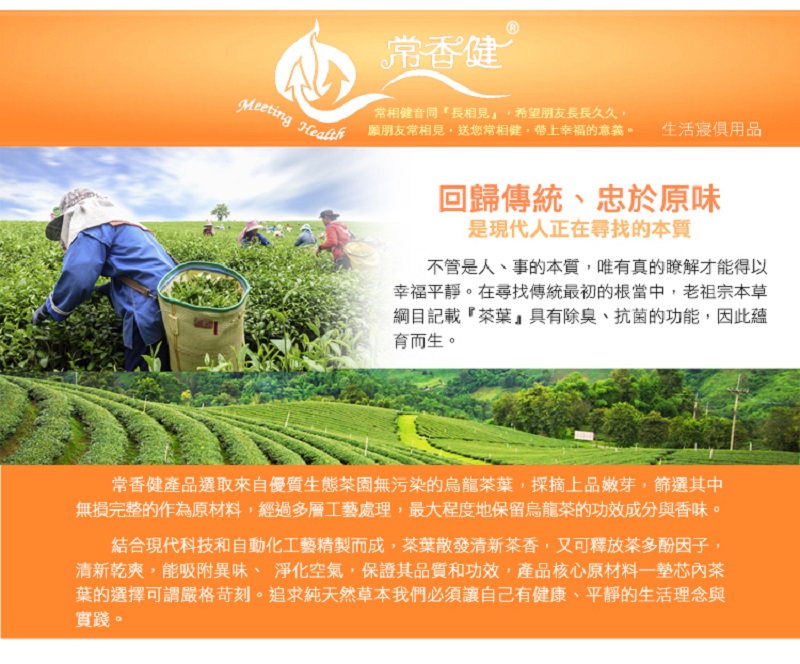 常香健®
Meeting Health
常相健音同『長相見』，希望朋友長長久久，
願朋友常相見，送您常相健，帶上幸福的意義。
生活寢俱用品
回歸傳統、忠於原味
是現代人正在尋找的本質
不管是人、事的本質，唯有真的瞭解才能得以
幸福平靜。在尋找傳統最初的根當中，老祖宗本草
綱目記載『茶葉』具有除臭、抗菌的功能，因此蘊
育而生。
常香健產品選取來自優質生態茶園無污染的烏龍茶葉，採摘上品嫩芽，篩選其中
無損完整的作為原材料，經過多層工藝處理，最大程度地保留烏龍茶的功效成分與香味。
結合現代科技和自動化工藝精製而成，茶葉散發清新茶香，又可釋放茶多酚因子，
清新乾爽，能吸附異味、 淨化空氣，保證其品質和功效，產品核心原材料一墊芯內茶
葉的選擇可謂嚴格苛刻。追求純天然草本我們必須讓自己有健康、平靜的生活理念與
實踐。